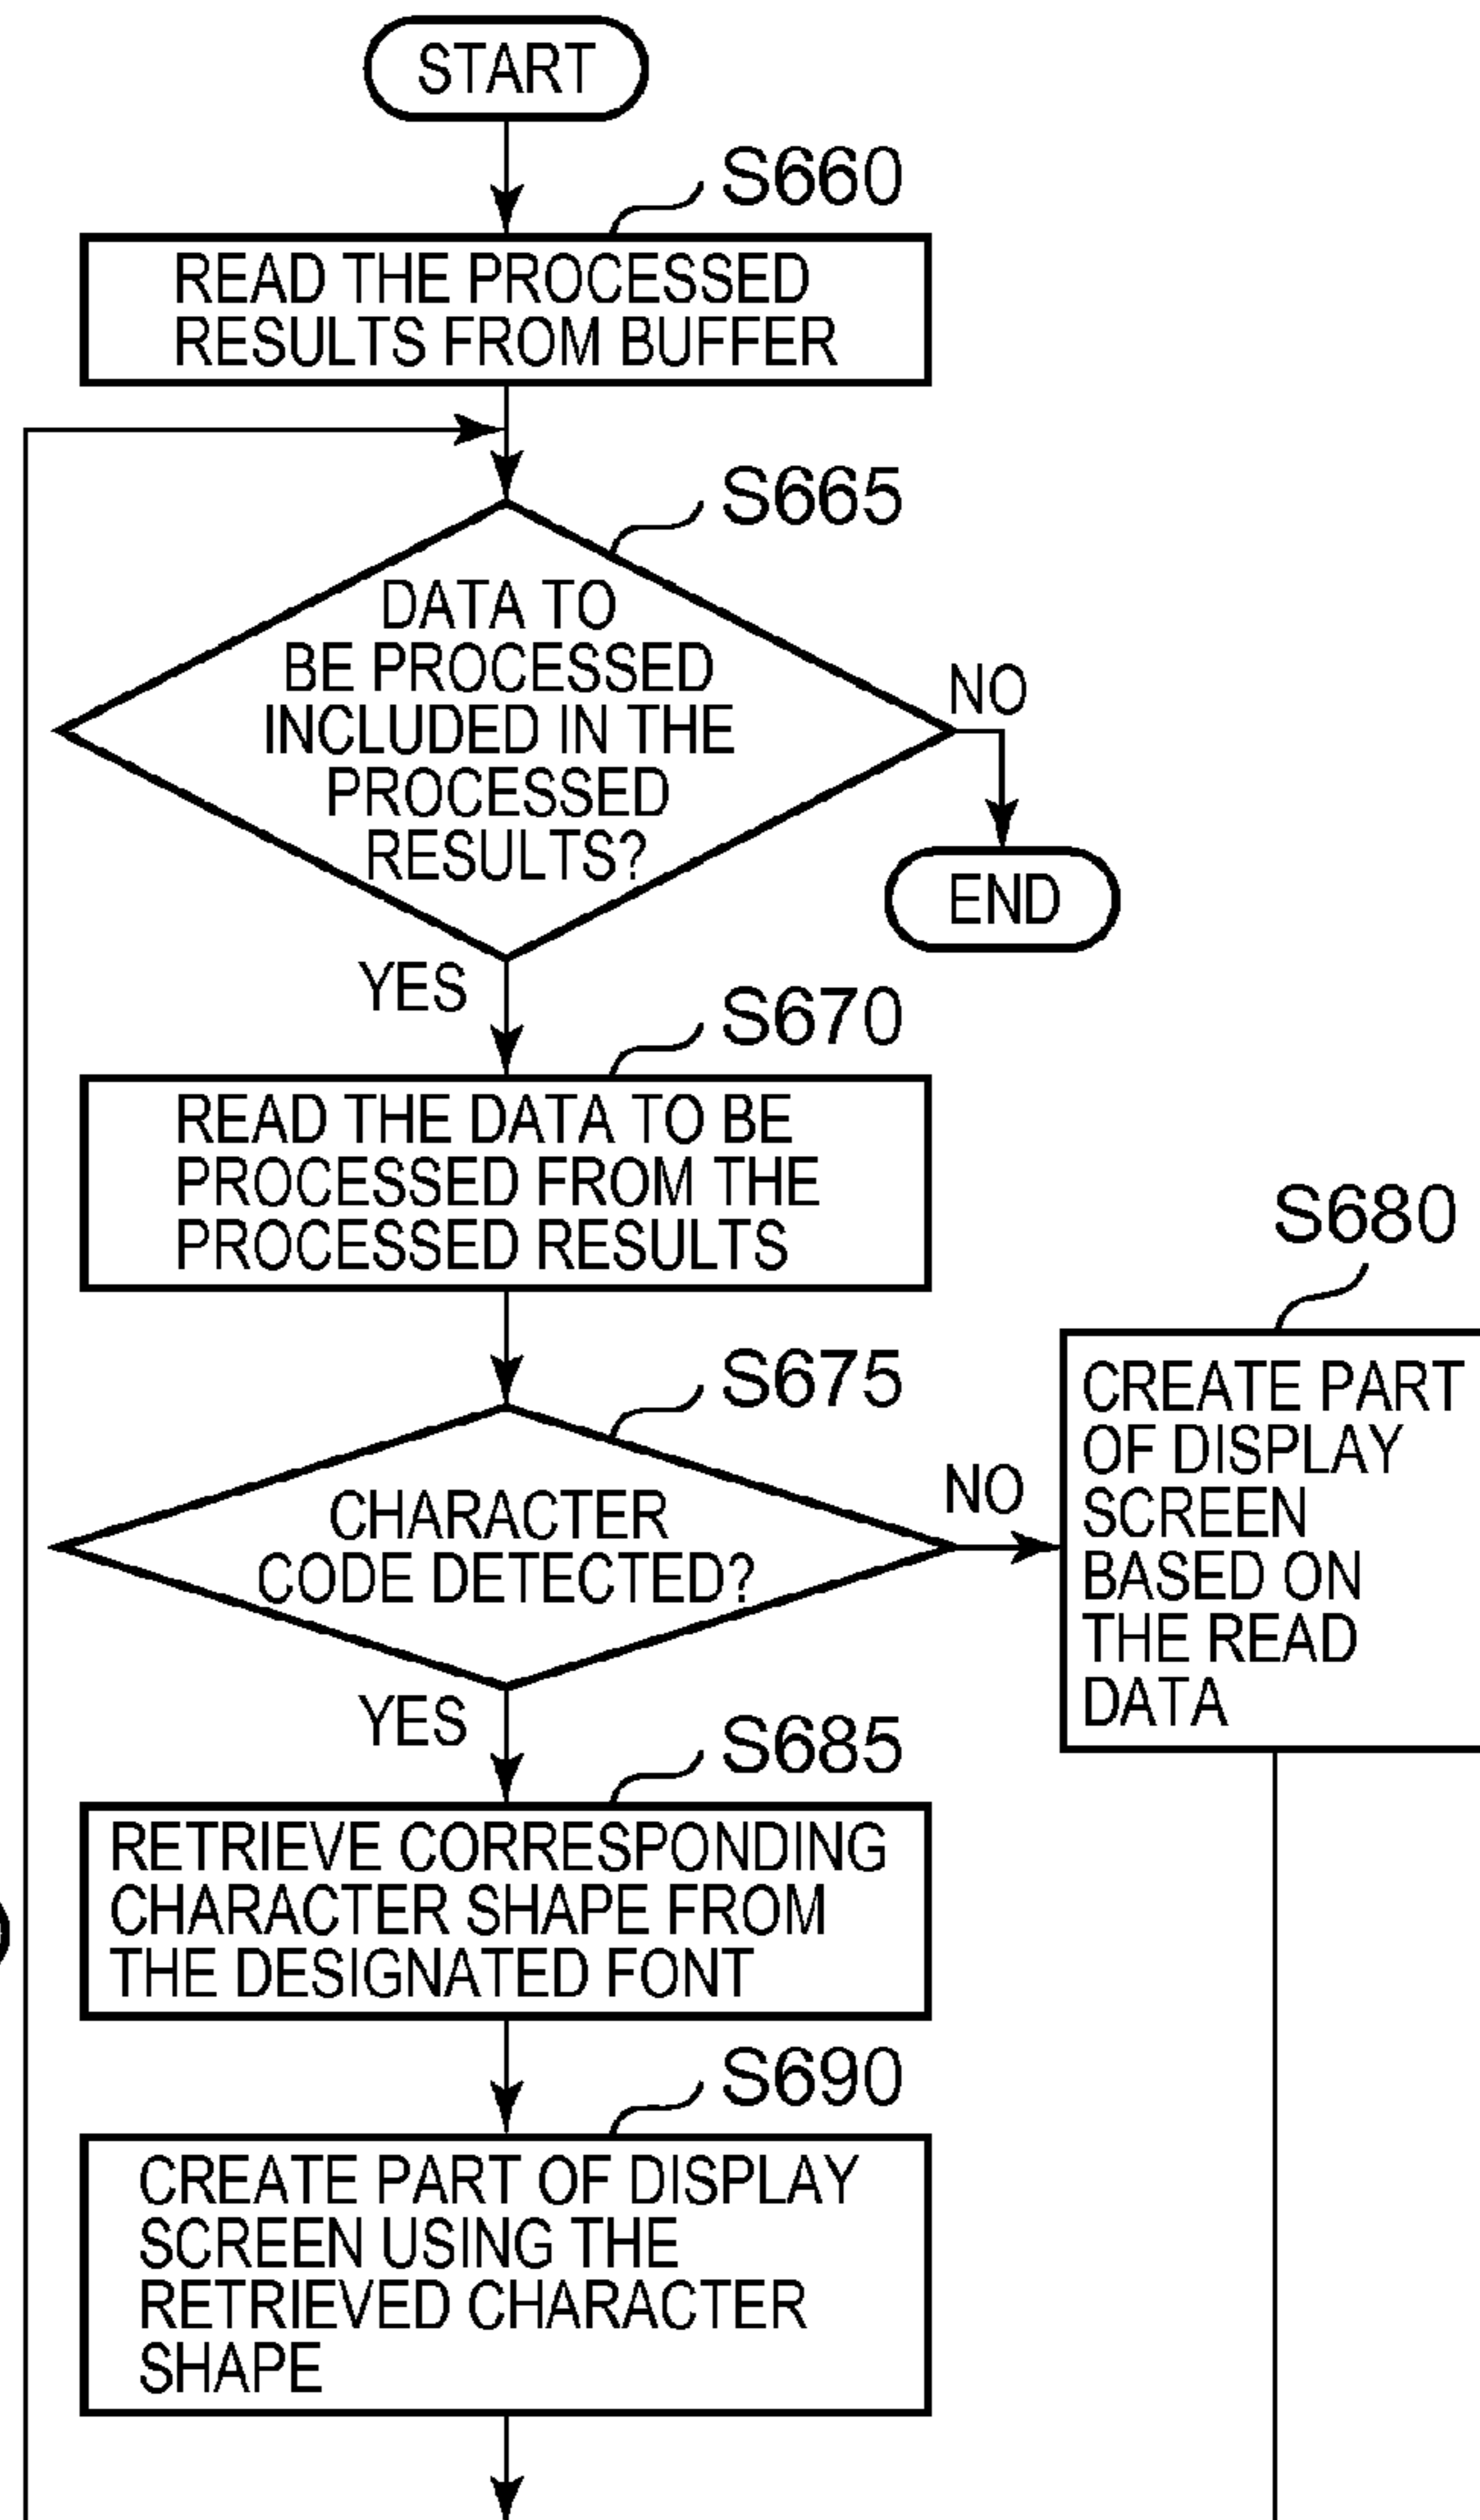 START
S660
READ THE PROCESSED
RESULTS FROM BUFFER
S665
DATA TO
BE PROCESSED
INCLUDED IN THE
PROCESSED
RESULTS?
NO
END
YES
S670
READ THE DATA TO BE
PROCESSED FROM THE
PROCESSED RESULTS
S675
CHARACTER
CODE DETECTED?
NO
S680
CREATE PART
OF DISPLAY
SCREEN
BASED ON
THE READ
DATA
YES
S685
RETRIEVE CORRESPONDING
CHARACTER SHAPE FROM
THE DESIGNATED FONT
S690
CREATE PART OF DISPLAY
SCREEN USING THE
RETRIEVED CHARACTER
SHAPE